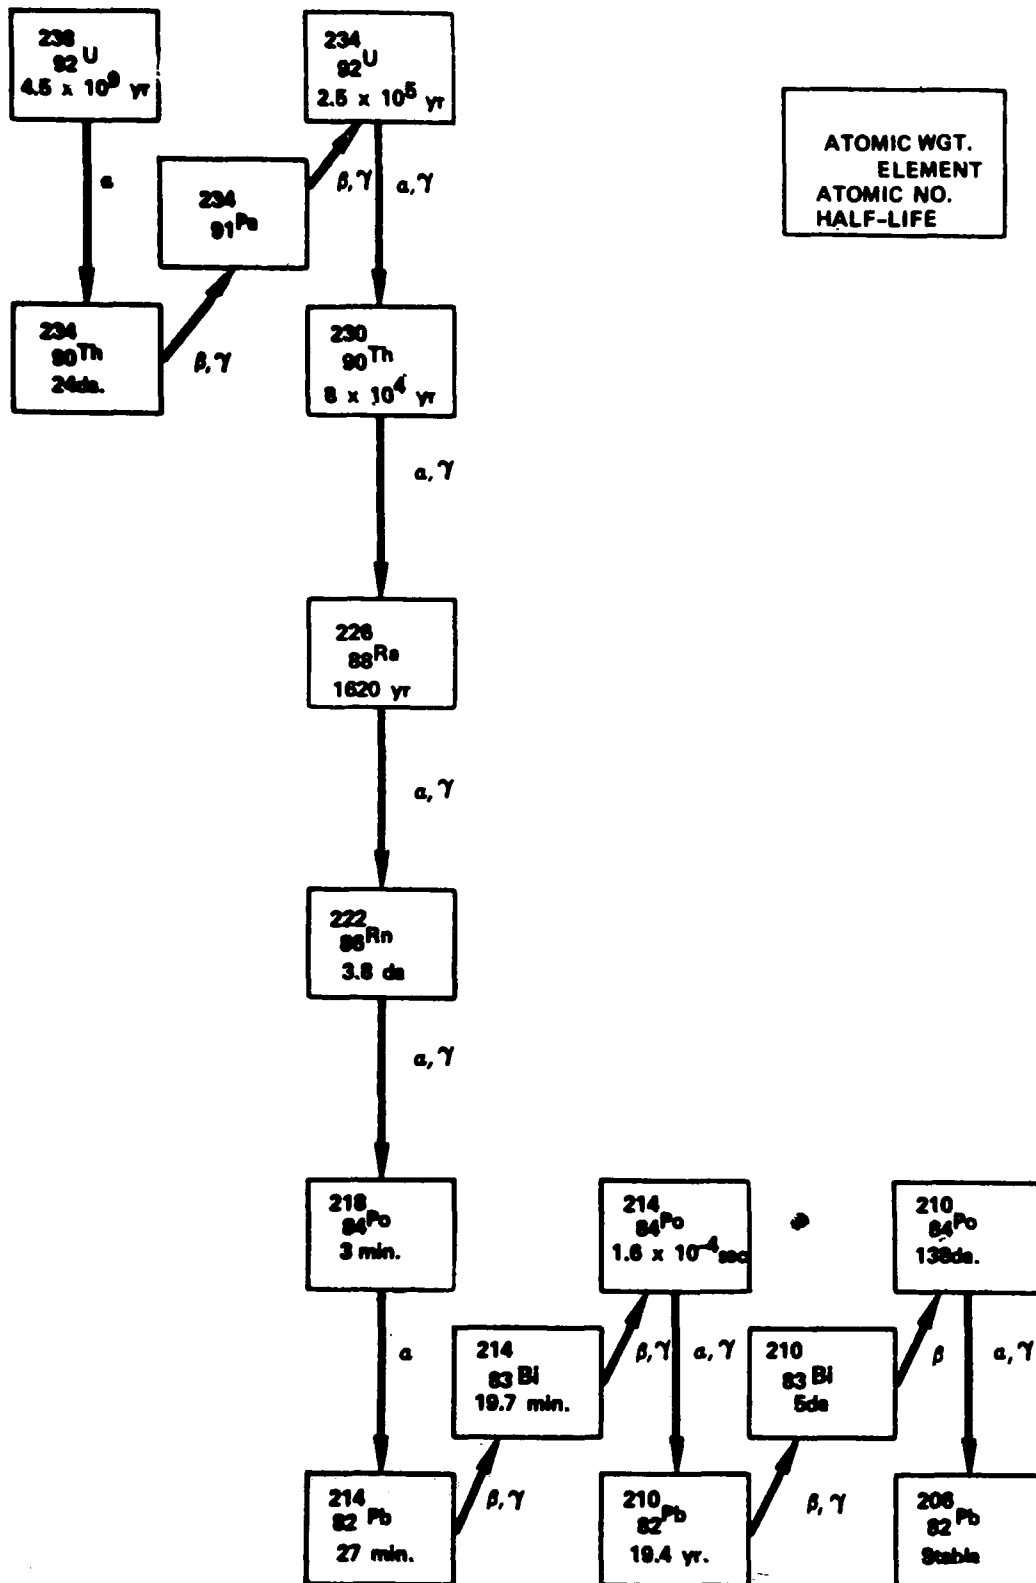 238
92 U
4.5 x 10⁹ yr
234
92 U
2.5 x 10⁵ yr
ATOMIC WGT.
ELEMENT
ATOMIC NO.
HALF-LIFE
α
234
91 Pa
β, γ
α, γ
234
90 Th
24da.
β, γ
230
90 Th
8 x 10⁴ yr
α, γ
226
88 Ra
1620 yr
α, γ
222
86 Rn
3.8 da
α, γ
218
84 Po
3 min.
214
84 Po
1.6 x 10⁻⁴ sec
210
84 Po
138da.
α
214
83 Bi
19.7 min.
β, γ
α, γ
210
83 Bi
5da
β
α, γ
214
82 Pb
27 min.
β, γ
210
82 Pb
19.4 yr.
β, γ
206
82 Pb
Stable